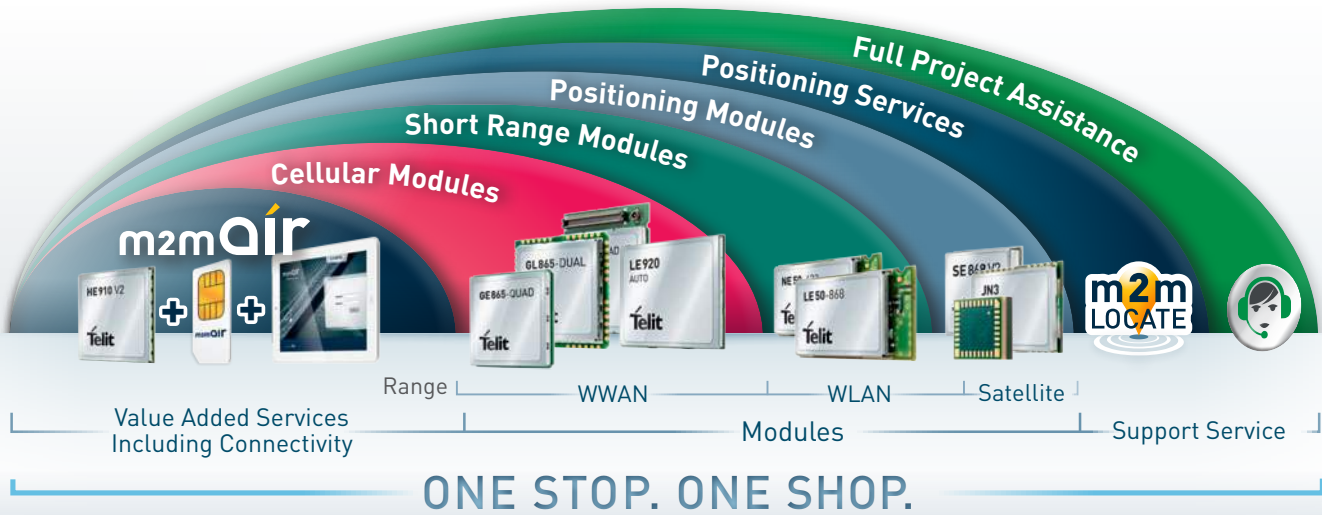 Full Project Assistance
Positioning Services
Positioning Modules
Short Range Modules
Cellular Modules
m2mair
HE910 V2
Telit
m2mair
GL865-DUAL
GE865-QUAD
Telit
LE920
AUTO
Telit
LE50-868
Telit
SE869 V2
JN3
m2m
LOCATE
Range
WWAN
WLAN
Satellite
Value Added Services
Including Connectivity
Modules
Support Service
ONE STOP. ONE SHOP.